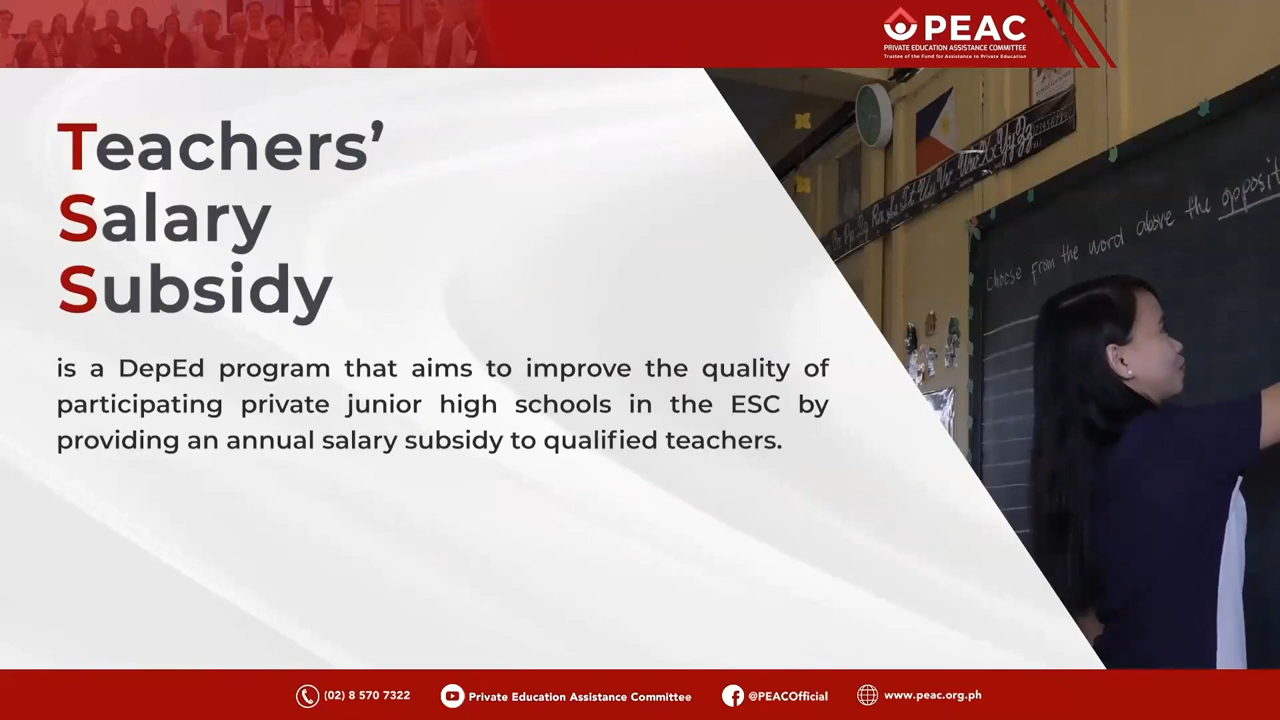 PEAC
PRIVATE EDUCATION ASSISTANCE COMMITTEE
Trustee of the Fund for Assistance to Private Education
Teachers’
Salary
Subsidy
is a DepEd program that aims to improve the quality of
participating private junior high schools in the ESC by
providing an annual salary subsidy to qualified teachers.
Yy Zz
choose from the word above the
(02) 8 570 7322
Private Education Assistance Committee
@PEACOfficial
www.peac.org.ph